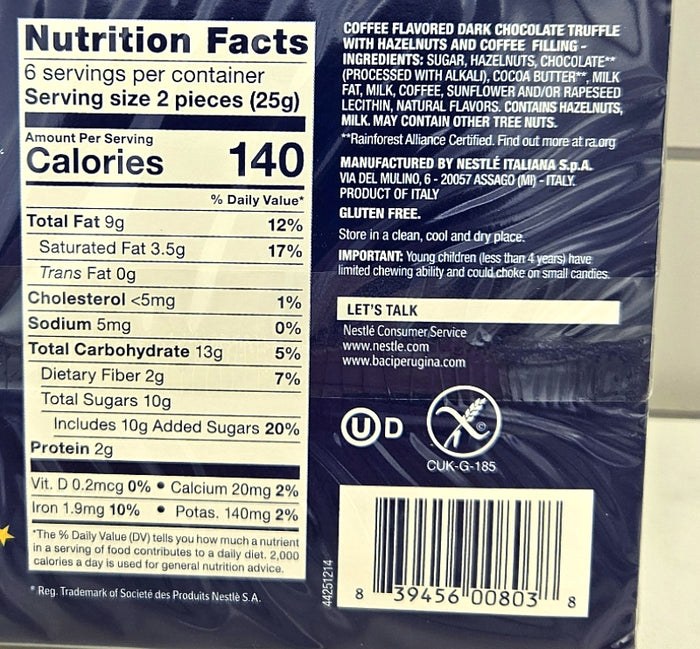 Nutrition Facts
6 servings per container
Serving size 2 pieces (25g)
Amount Per Serving
Calories 140
% Daily Value*
Total Fat 9g 12%
Saturated Fat 3.5g 17%
Trans Fat 0g
Cholesterol <5mg 1%
Sodium 5mg 0%
Total Carbohydrate 13g 5%
Dietary Fiber 2g 7%
Total Sugars 10g
Includes 10g Added Sugars 20%
Protein 2g
Vit. D 0.2mcg 0% • Calcium 20mg 2%
Iron 1.9mg 10% • Potas. 140mg 2%
*The % Daily Value (DV) tells you how much a nutrient
in a serving of food contributes to a daily diet. 2,000
calories a day is used for general nutrition advice.
* Reg. Trademark of Societé des Produits Nestlè S.A.
COFFEE FLAVORED DARK CHOCOLATE TRUFFLE
WITH HAZELNUTS AND COFFEE FILLING -
INGREDIENTS: SUGAR, HAZELNUTS, CHOCOLATE**
(PROCESSED WITH ALKALI), COCOA BUTTER**, MILK
FAT, MILK, COFFEE, SUNFLOWER AND/OR RAPESEED
LECITHIN, NATURAL FLAVORS. CONTAINS HAZELNUTS,
MILK. MAY CONTAIN OTHER TREE NUTS.
**Rainforest Alliance Certified. Find out more at ra.org
MANUFACTURED BY NESTLÉ ITALIANA S.p.A.
VIA DEL MULINO, 6 - 20057 ASSAGO (MI) - ITALY.
PRODUCT OF ITALY
GLUTEN FREE.
Store in a clean, cool and dry place.
IMPORTANT: Young children (less than 4 years) have
limited chewing ability and could choke on small candies.
LET'S TALK
Nestlé Consumer Service
www.nestle.com
www.baciperugina.com
U D
©
CUK-G-185
44251214
8 39456 00803 8